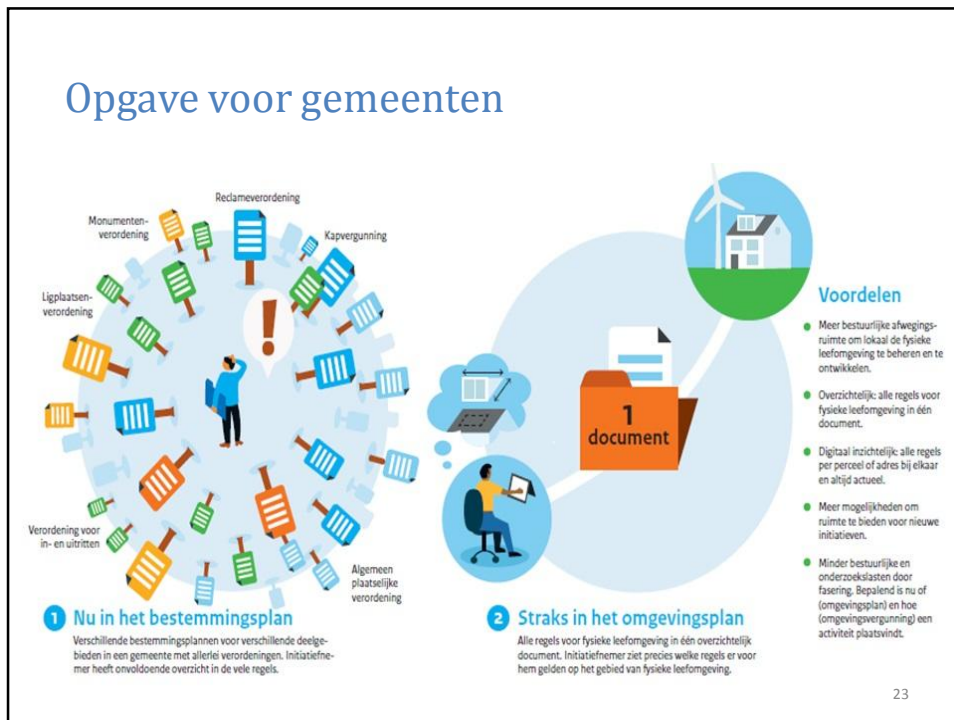 Opgave voor gemeenten
Reclameverordening
Monumenten-
verordening
Kapvergunning
Ligplaatsen-
verordening
Verordening voor
in- en uitritten
Algemeen
plaatselijke
verordening
1 Nu in het bestemmingsplan
Verschillende bestemmingsplannen voor verschillende deelge-
bieden in een gemeente met allerlei verordeningen. Initiatiefne-
mer heeft onvoldoende overzicht in de vele regels.
!
1
document
2 Straks in het omgevingsplan
Alle regels voor fysieke leefomgeving in één overzichtelijk
document. Initiatiefnemer ziet precies welke regels er voor
hem gelden op het gebied van fysieke leefomgeving.
Voordelen
Meer bestuurlijke afwegings-
ruimte om lokaal de fysieke
leefomgeving te beheren en te
ontwikkelen.
Overzichtelijk: alle regels voor
fysieke leefomgeving in één
document.
Digitaal inzichtelijk: alle regels
per perceel of adres bij elkaar
en altijd actueel.
Meer mogelijkheden om
ruimte te bieden voor nieuwe
initiatieven.
Minder bestuurlijke en
onderzoekslasten door
fasering. Bepalend is nu of
(omgevingsplan) en hoe
(omgevingsvergunning) een
activiteit plaatsvindt.
23